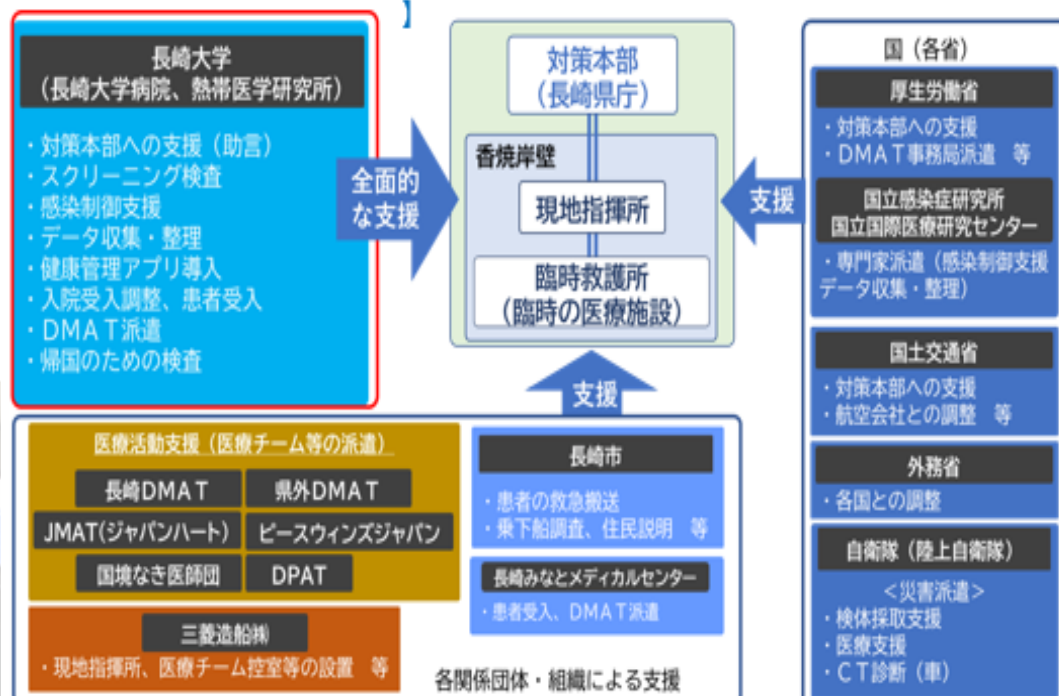 】
長崎大学
（長崎大学病院、熱帯医学研究所）
・対策本部への支援（助言）
・スクリーニング検査
・感染制御支援
・データ収集・整理
・健康管理アプリ導入
・入院受入調整、患者受入
・ＤＭＡＴ派遣
・帰国のための検査
全面的
な支援
対策本部
（長崎県庁）
香焼岸壁
現地指揮所
臨時救護所
（臨時の医療施設）
支援
国（各省）
厚生労働省
・対策本部への支援
・ＤＭＡＴ事務局派遣　等
国立感染症研究所
国立国際医療研究センター
・専門家派遣（感染制御支援
データ収集・整理）
国土交通省
・対策本部への支援
・航空会社との調整　等
外務省
・各国との調整
自衛隊（陸上自衛隊）
＜災害派遣＞
・検体採取支援
・医療支援
・ＣＴ診断（車）
支援
医療活動支援（医療チーム等の派遣）
長崎DMAT
県外DMAT
JMAT(ジャパンハート)
ピースウィンズジャパン
国境なき医師団
DPAT
三菱造船㈱
・現地指揮所、医療チーム控室等の設置　等
長崎市
・患者の救急搬送
・乗下船調査、住民説明　等
長崎みなとメディカルセンター
・患者受入、ＤＭＡＴ派遣
各関係団体・組織による支援